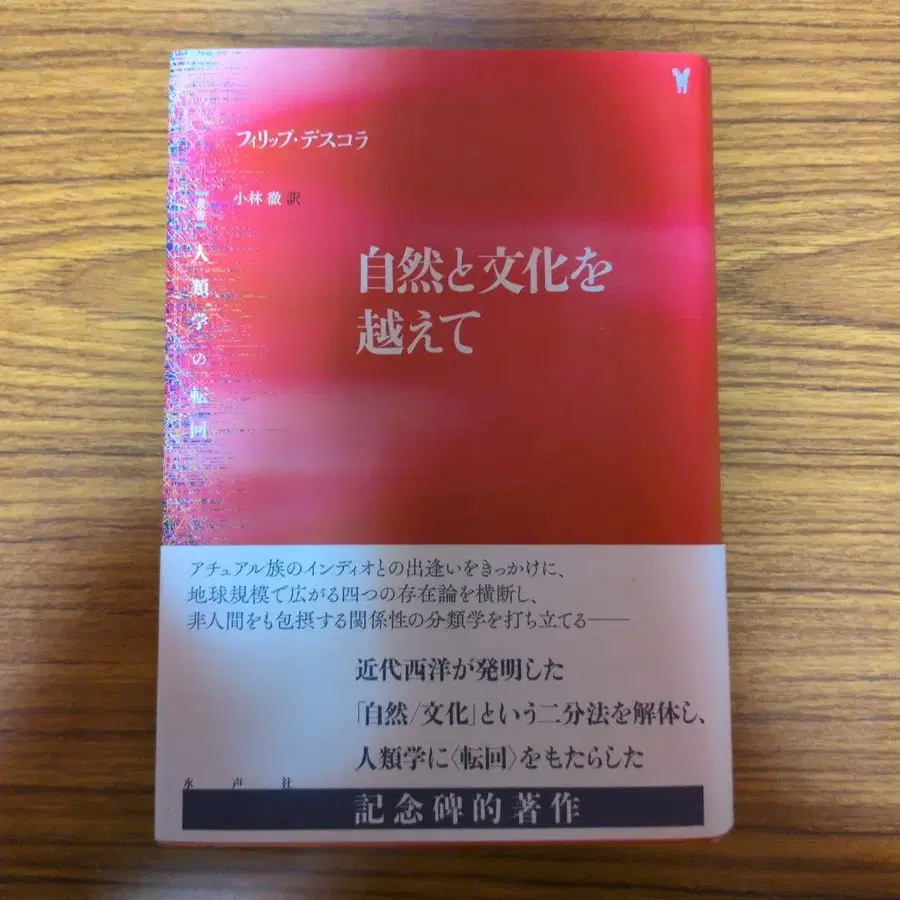 フィリップ・デスコラ
小林 徹 訳
自然と文化を
越えて
【叢書】人類学の転回
アチュアル族のインディオとの出逢いをきっかけに、
地球規模で広がる四つの存在論を横断し、
非人間をも包摂する関係性の分類学を打ち立てる——
近代西洋が発明した
「自然/文化」という二分法を解体し、
人類学に〈転回〉をもたらした
水声社
記念碑的著作